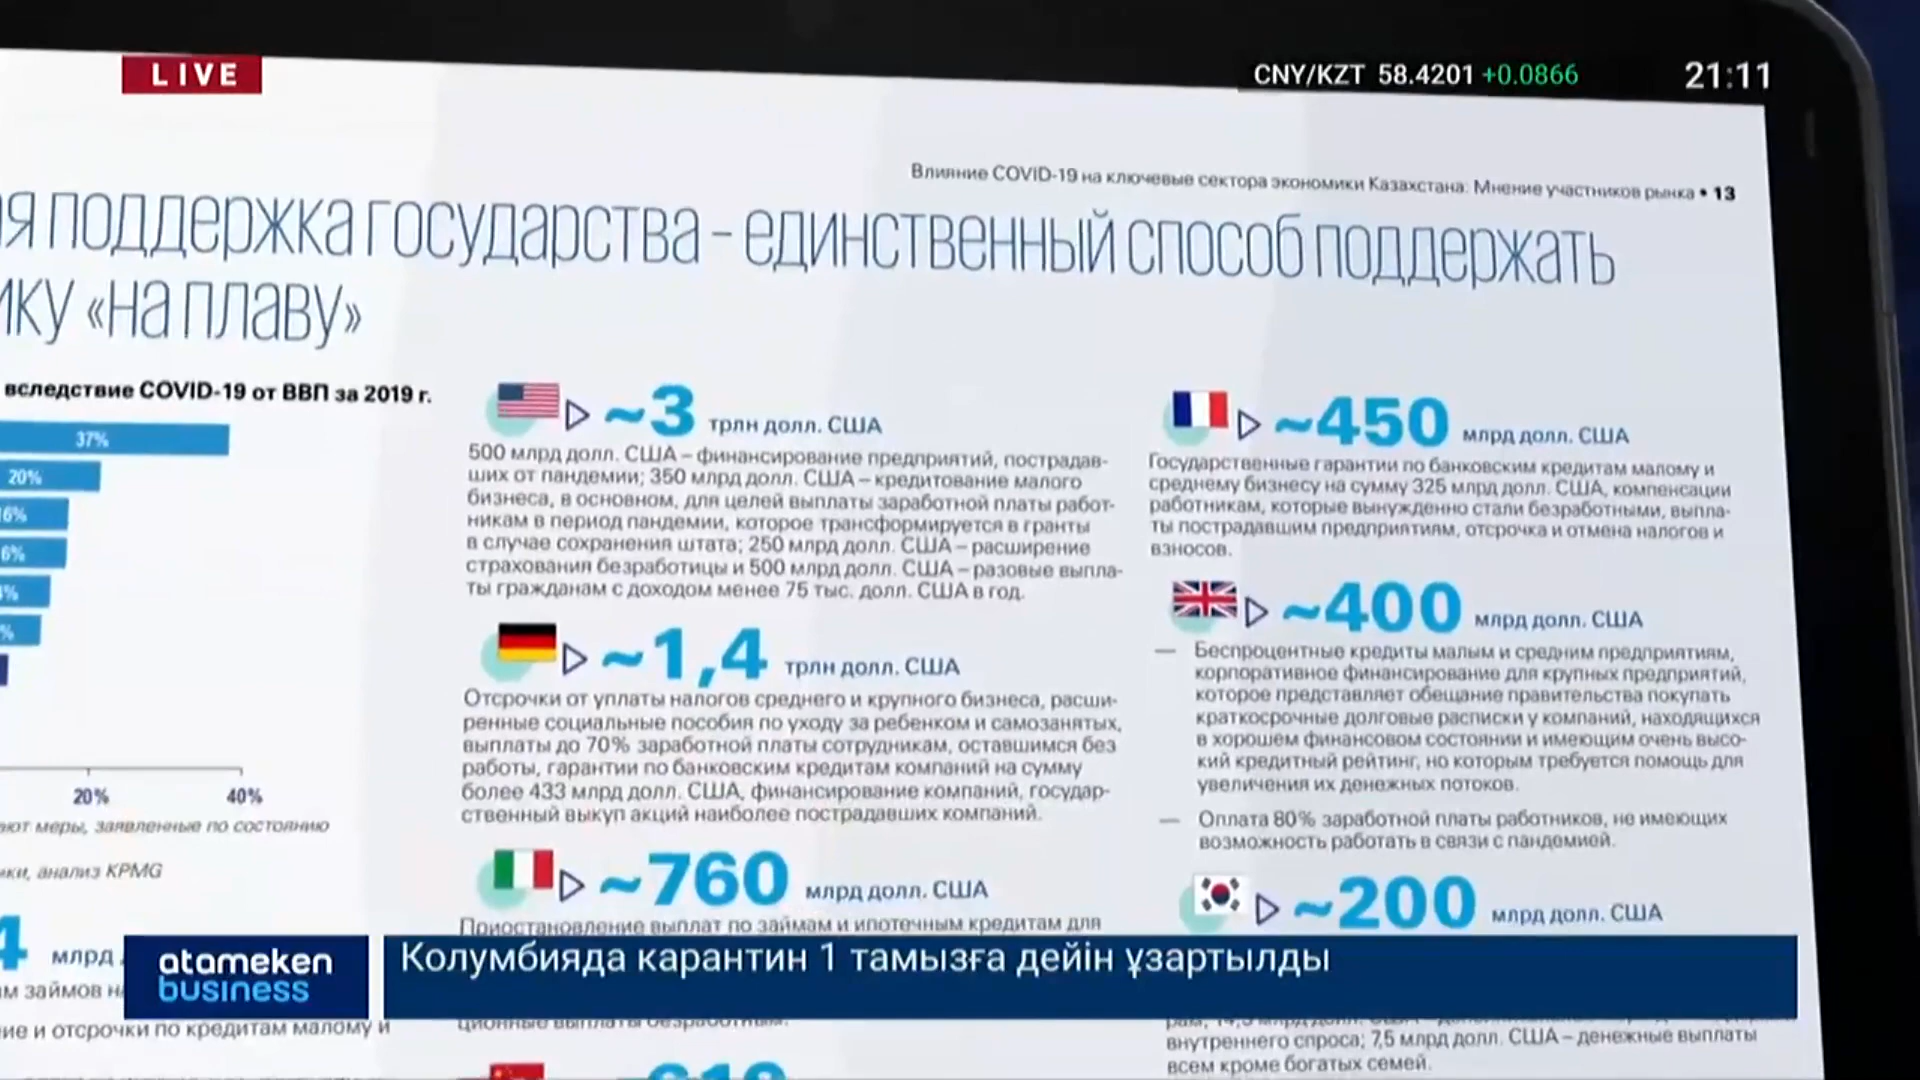 LIVE
CNY/KZT 58.4201 +0.0866
21:11
Влияние COVID-19 на ключевые сектора экономики Казахстана: Мнение участников рынка • 13
поддержка государства – единственный способ поддержать
«на плаву»
вследствие COVID-19 от ВВП за 2019 г.
37%
20%
6%
6%
%
%
20% 40%
меры, заявленные по состоянию
анализ KPMG
млрд
займов
и отсрочки по кредитам малому и
~3 трлн долл. США
500 млрд долл. США – финансирование предприятий, пострадав-
ших от пандемии; 350 млрд долл. США – кредитование малого
бизнеса, в основном, для целей выплаты заработной платы работ-
никам в период пандемии, которое трансформируется в гранты
в случае сохранения штата; 250 млрд долл. США – расширение
страхования безработицы и 500 млрд долл. США – разовые выпла-
ты гражданам с доходом менее 75 тыс. долл. США в год.
~1,4 трлн долл. США
Отсрочки от уплаты налогов среднего и крупного бизнеса, расши-
ренные социальные пособия по уходу за ребенком и самозанятых,
выплаты до 70% заработной платы сотрудникам, оставшимся без
работы, гарантии по банковским кредитам компаний на сумму
более 433 млрд долл. США, финансирование компаний, государ-
ственный выкуп акций наиболее пострадавших компаний.
~760 млрд долл. США
Приостановление выплат по займам и ипотечным кредитам для
~450 млрд долл. США
Государственные гарантии по банковским кредитам малому и
среднему бизнесу на сумму 325 млрд долл. США, компенсации
работникам, которые вынужденно стали безработными, выпла-
ты пострадавшим предприятиям, отсрочка и отмена налогов и
взносов.
~400 млрд долл. США
— Беспроцентные кредиты малым и средним предприятиям,
корпоративное финансирование для крупных предприятий,
которое представляет обещание правительства покупать
краткосрочные долговые расписки у компаний, находящихся
в хорошем финансовом состоянии и имеющим очень высо-
кий кредитный рейтинг, но которым требуется помощь для
увеличения их денежных потоков.
— Оплата 80% заработной платы работников, не имеющих
возможность работать в связи с пандемией.
~200 млрд долл. США
внутреннего спроса; 7,5 млрд долл. США – денежные выплаты
всем кроме богатых семей.
atameken
business
Колумбияда карантин 1 тамызға дейін ұзартылды